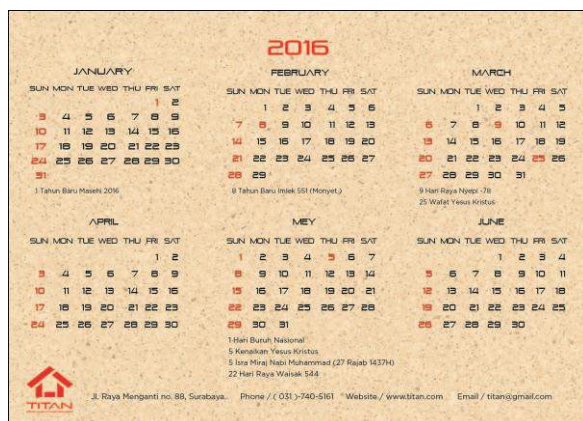 2016
JANUARY FEBRUARY MARCH
SUN MON TUE WED THU FRI SAT SUN MON TUE WED THU FRI SAT SUN MON TUE WED THU FRI SAT
1 2 1 2 3 4 5 6 1 2 3 4 5
3 4 5 6 7 8 9 7 8 9 10 11 12 13 6 7 8 9 10 11 12
10 11 12 13 14 15 16 14 15 16 17 18 19 20 13 14 15 16 17 18 19
17 18 19 20 21 22 23 21 22 23 24 25 26 27 20 21 22 23 24 25 26
24 25 26 27 28 29 30 28 29 27 28 29 30 31
31
1 Tahun Baru Masehi 2016 8 Tahun Baru Imlek 551 (Monyet.) 9 Hari Raya Nyepi -78
25 Wafat Yesus Kristus
APRIL MEY JUNE
SUN MON TUE WED THU FRI SAT SUN MON TUE WED THU FRI SAT SUN MON TUE WED THU FRI SAT
1 2 1 2 3 4 5 6 7 1 2 3 4
3 4 5 6 7 8 9 8 9 10 11 12 13 14 5 6 7 8 9 10 11
10 11 12 13 14 15 16 15 16 17 18 19 20 21 12 13 14 15 16 17 18
17 18 19 20 21 22 23 22 23 24 25 26 27 28 19 20 21 22 23 24 25
24 25 26 27 28 29 30 29 30 31 26 27 28 29 30
1 Hari Buruh Nasional
5 Kenaikan Yesus Kristus
5 Isra Miraj Nabi Muhammad (27 Rajab 1437H)
22 Hari Raya Waisak 544
TITAN
Jl. Raya Menganti no. 88, Surabaya. Phone / ( 031 )-740-5161 Website / www.titan.com Email / titan@gmail.com